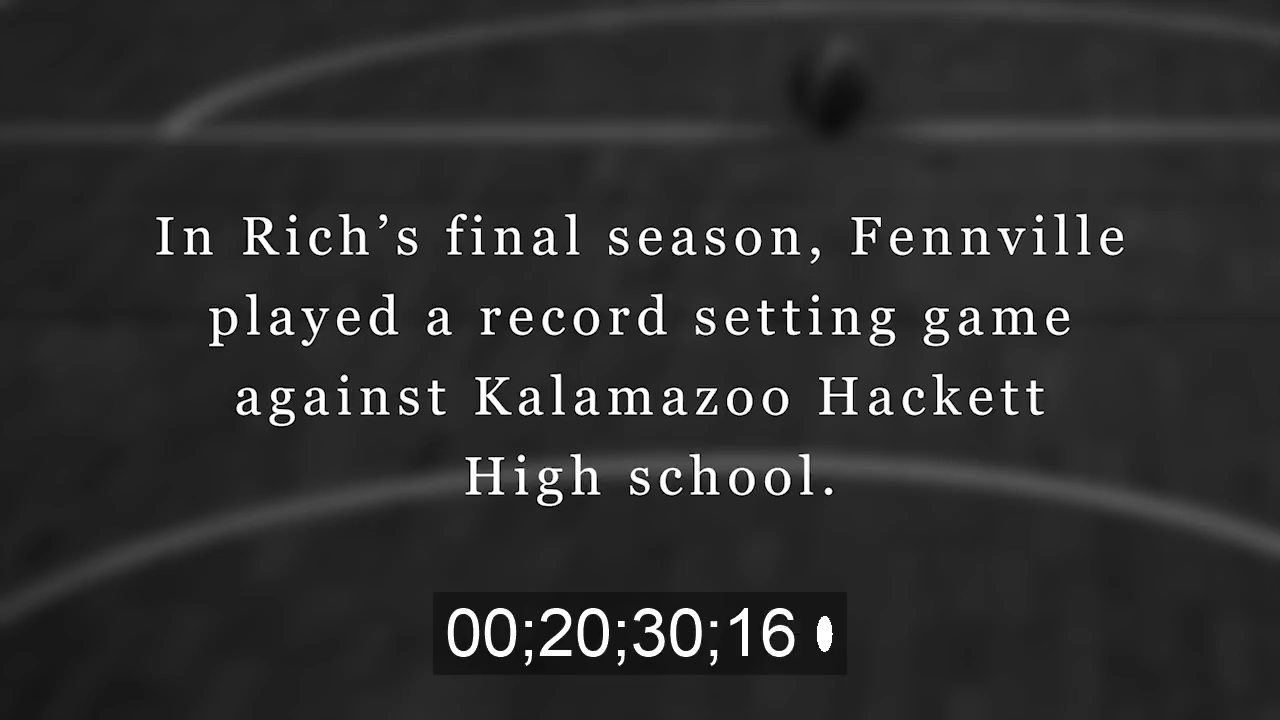 In Rich’s final season, Fennville
played a record setting game
against Kalamazoo Hackett
High school.
00;20;30;16